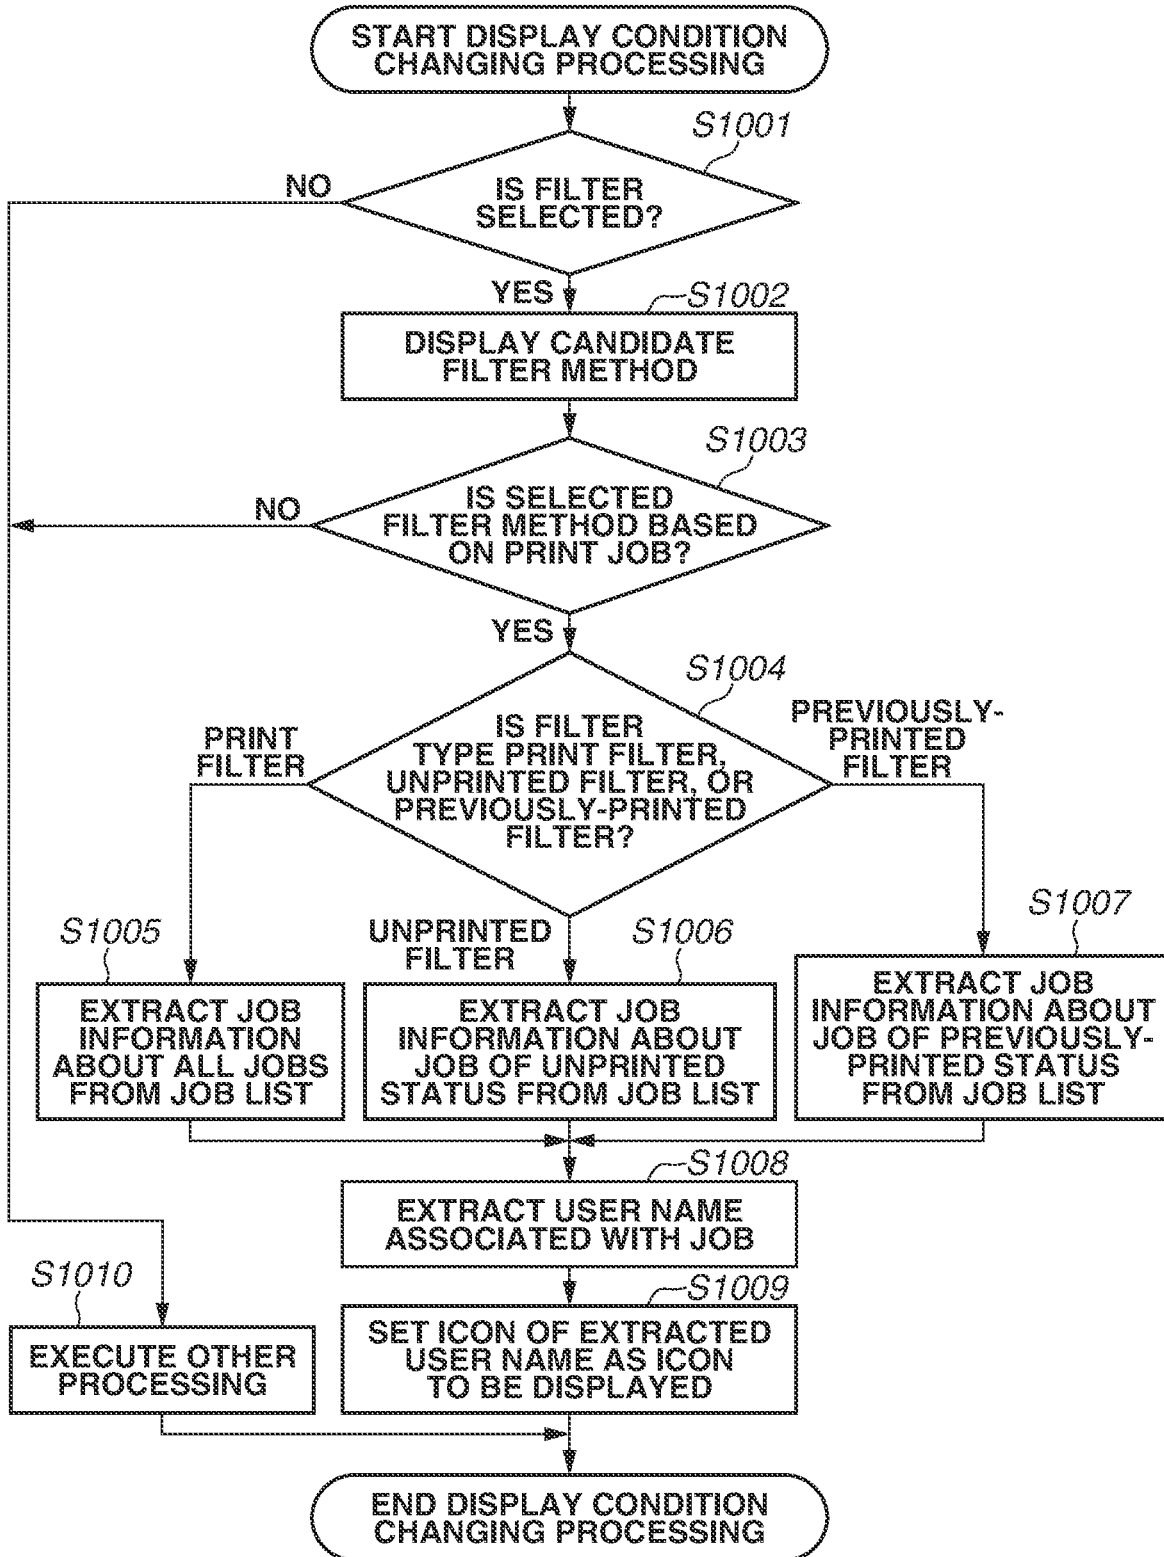 START DISPLAY CONDITION
CHANGING PROCESSING
S1001
NO
IS FILTER
SELECTED?
YES
S1002
DISPLAY CANDIDATE
FILTER METHOD
S1003
NO
IS SELECTED
FILTER METHOD BASED
ON PRINT JOB?
YES
S1004
PRINT
FILTER
IS FILTER
TYPE PRINT FILTER,
UNPRINTED FILTER, OR
PREVIOUSLY-PRINTED
FILTER?
PREVIOUSLY-
PRINTED
FILTER
S1005
UNPRINTED
FILTER
S1006
S1007
EXTRACT JOB
INFORMATION
ABOUT ALL JOBS
FROM JOB LIST
EXTRACT JOB
INFORMATION ABOUT
JOB OF UNPRINTED
STATUS FROM JOB LIST
EXTRACT JOB
INFORMATION ABOUT
JOB OF PREVIOUSLY-
PRINTED STATUS
FROM JOB LIST
S1008
EXTRACT USER NAME
ASSOCIATED WITH JOB
S1010
S1009
EXECUTE OTHER
PROCESSING
SET ICON OF EXTRACTED
USER NAME AS ICON
TO BE DISPLAYED
END DISPLAY CONDITION
CHANGING PROCESSING